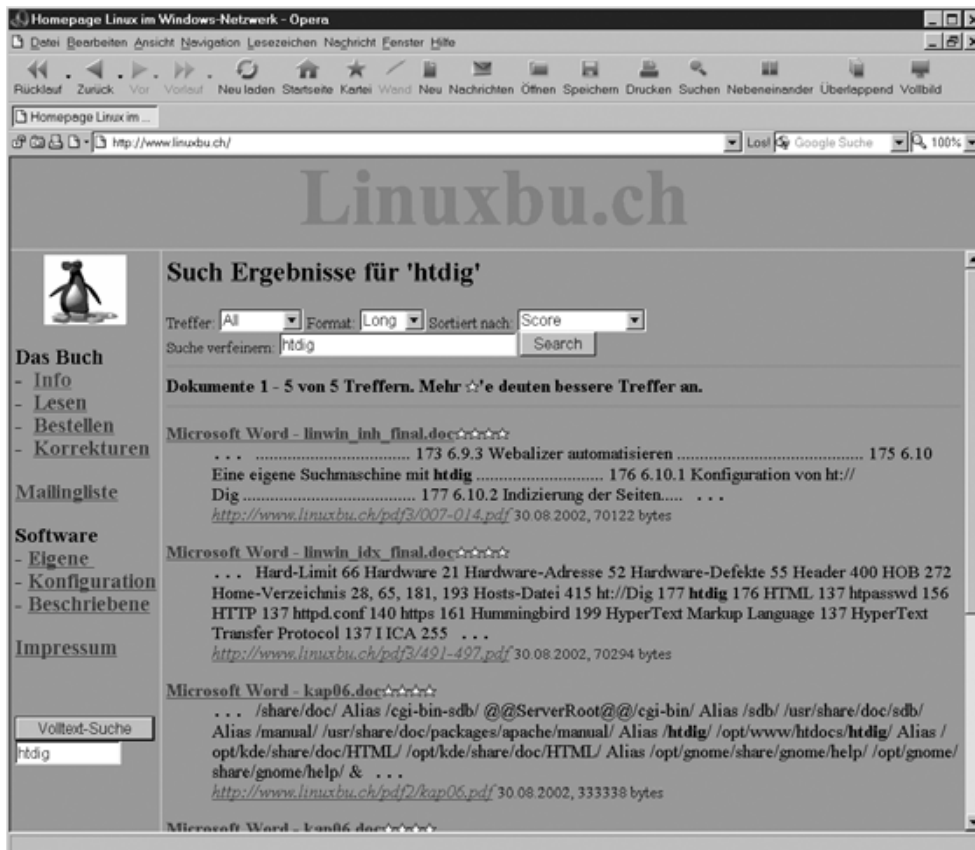 Homepage Linux im Windows-Netzwerk - Opera
Datei Bearbeiten Ansicht Navigation Lesezeichen Nachricht Fenster Hilfe
Rücklauf Zurück Vor Vorlauf Neu laden Startseite Kartei Wand Neu Nachrichten Öffnen Speichern Drucken Suchen Nebeneinander Überlappend Vollbild
Homepage Linux im ...
http://www.linuxbu.ch/ Los! Google Suche 100%
Linuxbu.ch
Das Buch
- Info
- Lesen
- Bestellen
- Korrekturen
Mailingliste
Software
- Eigene
- Konfiguration
- Beschriebene
Impressum
Volltext-Suche
htdig
Such Ergebnisse für 'htdig'
Treffer: All Format: Long Sortiert nach: Score
Suche verfeinern: htdig Search
Dokumente 1 - 5 von 5 Treffern. Mehr ☆'e deuten bessere Treffer an.
Microsoft Word - linwin_inh_final.doc☆☆☆☆
. . . ................................................ 173 6.9.3 Webalizer automatisieren ......................................................... 175 6.10
Eine eigene Suchmaschine mit htdig ............................ 176 6.10.1 Konfiguration von ht://
Dig ...................................... 177 6.10.2 Indizierung der Seiten..... . . .
http://www.linuxbu.ch/pdf3/007-014.pdf 30.08.2002, 70122 bytes
Microsoft Word - linwin_idx_final.doc☆☆☆☆
. . . Hard-Limit 66 Hardware 21 Hardware-Adresse 52 Hardware-Defekte 55 Header 400 HOB 272
Home-Verzeichnis 28, 65, 181, 193 Hosts-Datei 415 ht://Dig 177 htdig 176 HTML 137 htpasswd 156
HTTP 137 httpd.conf 140 https 161 Hummingbird 199 HyperText Markup Language 137 HyperText
Transfer Protocol 137 I ICA 255 . . .
http://www.linuxbu.ch/pdf3/491-497.pdf 30.08.2002, 70294 bytes
Microsoft Word - kap06.doc☆☆☆☆
. . . /share/doc/ Alias /cgi-bin-sdb/ @@ServerRoot@@/cgi-bin/ Alias /sdb/ /usr/share/doc/sdb/
Alias /manual/ /usr/share/doc/packages/apache/manual/ Alias /htdig/ /opt/www/htdocs/htdig/ Alias /
opt/kde/share/doc/HTML/ /opt/kde/share/doc/HTML/ Alias /opt/gnome/share/gnome/help/ /opt/gnome/
share/gnome/help/ & . . .
http://www.linuxbu.ch/pdf2/kap06.pdf 30.08.2002, 333338 bytes
Microsoft Word - kap06.doc☆☆☆☆